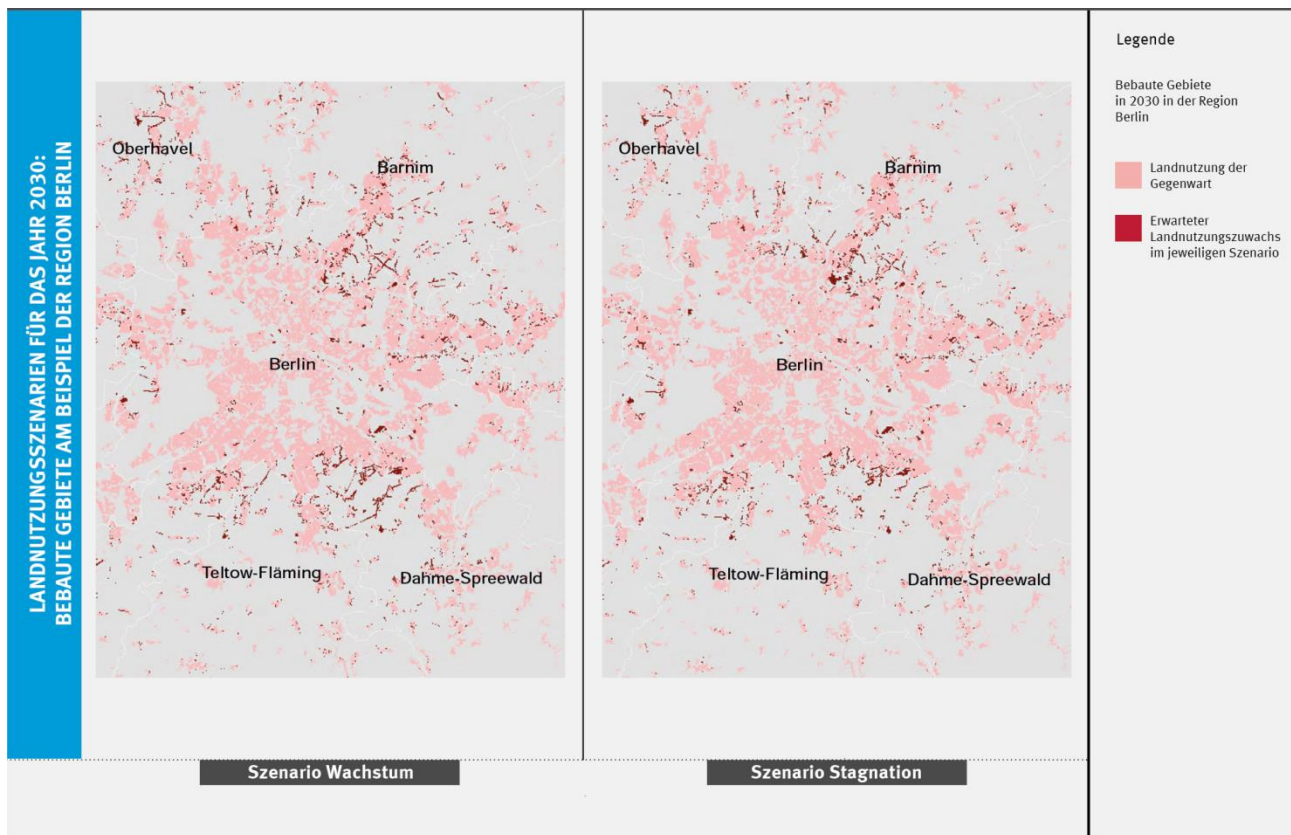 LANDNUTZUNGSSZENARIEN FÜR DAS JAHR 2030:
BEBAUTE GEBIETE AM BEISPIEL DER REGION BERLIN
Oberhavel
Barnim
Berlin
Teltow-Fläming
Dahme-Spreewald
Szenario Wachstum
Oberhavel
Barnim
Berlin
Teltow-Fläming
Dahme-Spreewald
Szenario Stagnation
Legende
Bebaute Gebiete
in 2030 in der Region
Berlin
Landnutzung der
Gegenwart
Erwarteter
Landnutzungszuwachs
im jeweiligen Szenario